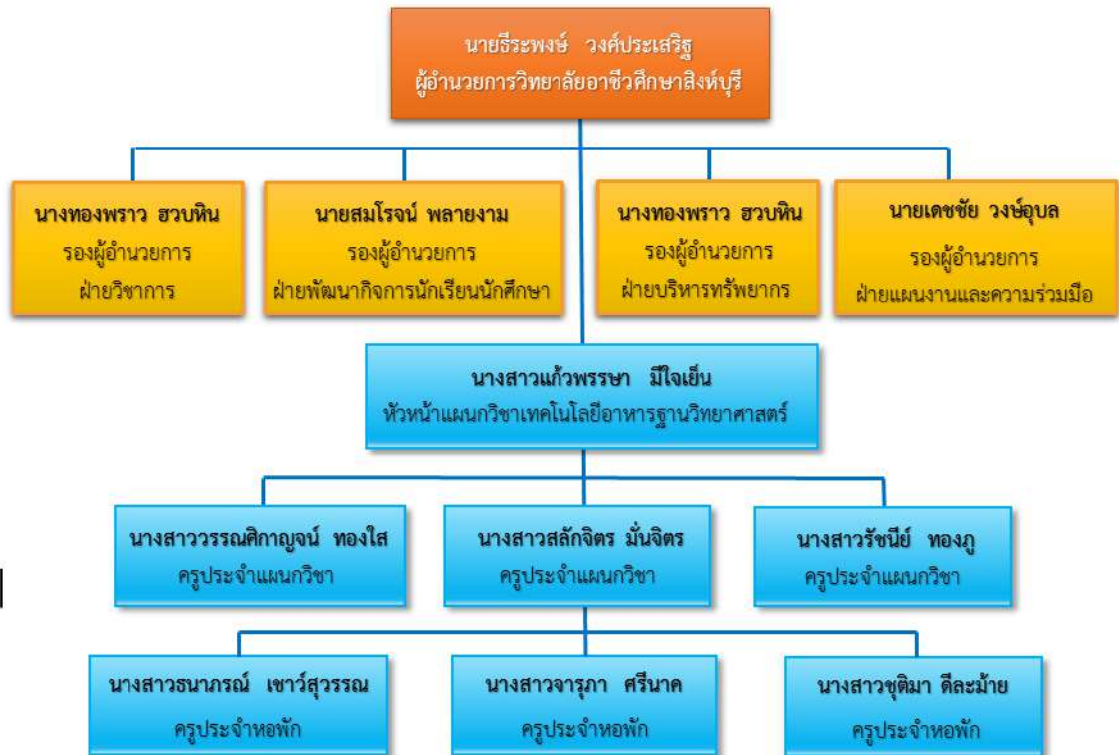 นายธีระพงษ์ วงศ์ประเสริฐ
ผู้อำนวยการวิทยาลัยอาชีวศึกษาสิงห์บุรี
นางทองพราว ฮวบหิน
รองผู้อำนวยการ
ฝ่ายวิชาการ
นายสมโรจน์ พลายงาม
รองผู้อำนวยการ
ฝ่ายพัฒนากิจการนักเรียนนักศึกษา
นางทองพราว ฮวบหิน
รองผู้อำนวยการ
ฝ่ายบริหารทรัพยากร
นายเดชชัย วงษ์อุบล
รองผู้อำนวยการ
ฝ่ายแผนงานและความร่วมมือ
นางสาวแก้วพรรษา มีใจเย็น
หัวหน้าแผนกวิชาเทคโนโลยีอาหารฐานวิทยาศาสตร์
นางสาววรรณศิกาญจน์ ทองใส
ครูประจำแผนกวิชา
นางสาวสลักจิตร มั่นจิตร
ครูประจำแผนกวิชา
นางสาวรัชนีย์ ทองภู
ครูประจำแผนกวิชา
นางสาวธนาภรณ์ เชาว์สุวรรณ
ครูประจำหอพัก
นางสาวจารุภา ศรีนาค
ครูประจำหอพัก
นางสาวชุติมา ดีละม้าย
ครูประจำหอพัก